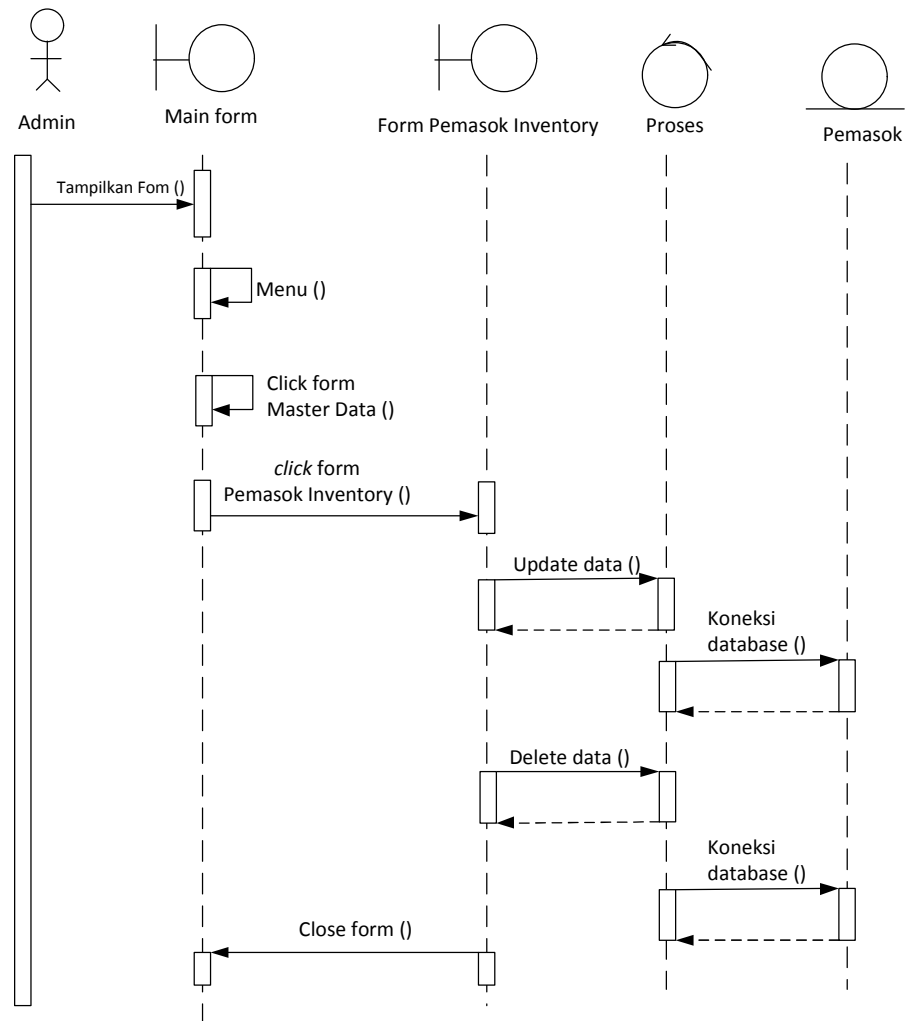 Admin
Main form
Form Pemasok Inventory
Proses
Pemasok
Tampilkan Fom ()
Menu ()
Click form
Master Data ()
click form
Pemasok Inventory ()
Update data ()
Koneksi
database ()
Delete data ()
Koneksi
database ()
Close form ()